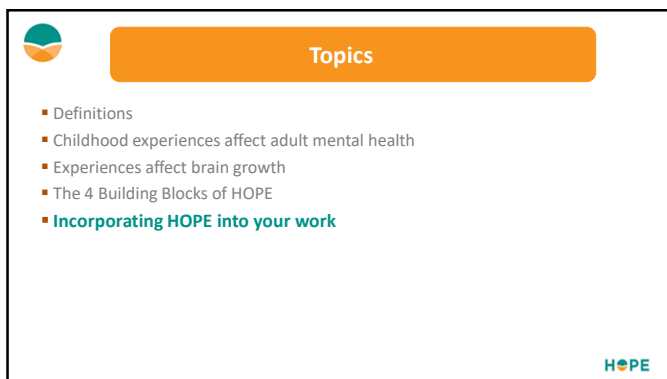 Topics
Definitions
Childhood experiences affect adult mental health
Experiences affect brain growth
The 4 Building Blocks of HOPE
Incorporating HOPE into your work
HOPE